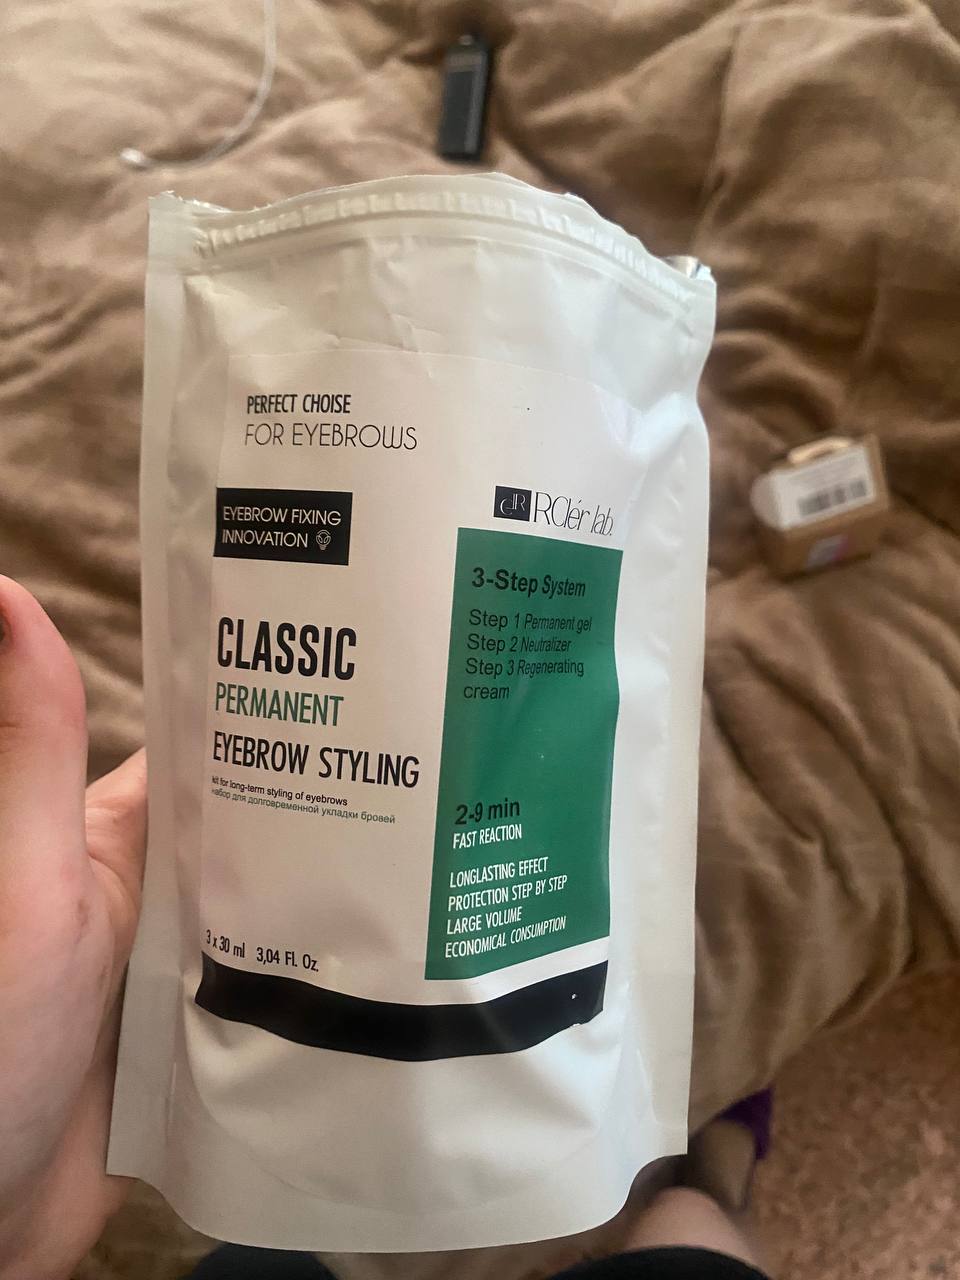 PERFECT CHOISE
FOR EYEBROWS
EYEBROW FIXING
INNOVATION
CLASSIC
PERMANENT
EYEBROW STYLING
kit for long-term styling of eyebrows
набор для долговременной укладки бровей
3 x 30 ml 3,04 Fl. Oz.
RClér lab.
3-Step System
Step 1 Permanent gel
Step 2 Neutralizer
Step 3 Regenerating
cream
2-9 min
FAST REACTION
LONGLASTING EFFECT
PROTECTION STEP BY STEP
LARGE VOLUME
ECONOMICAL CONSUMPTION